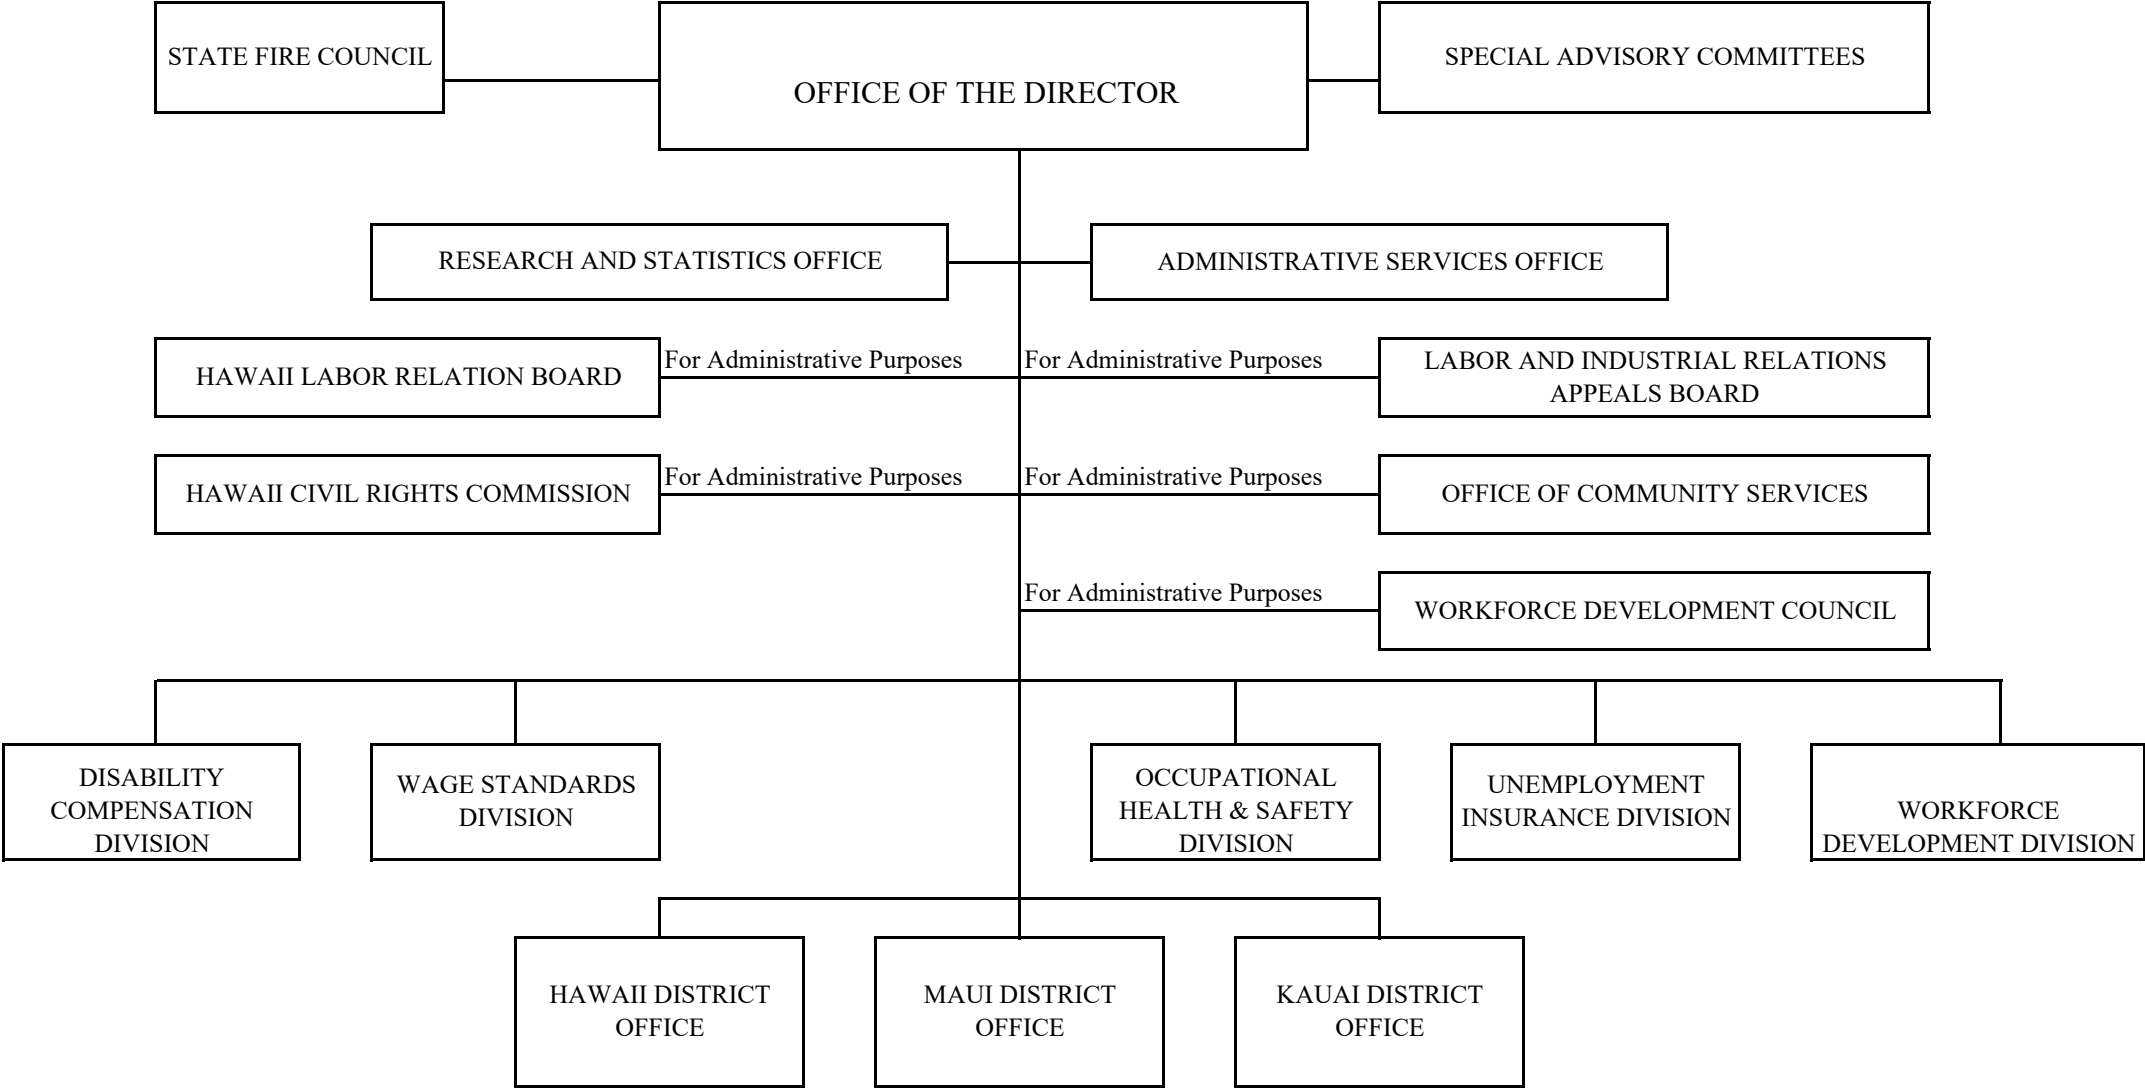 STATE FIRE COUNCIL
OFFICE OF THE DIRECTOR
SPECIAL ADVISORY COMMITTEES
RESEARCH AND STATISTICS OFFICE
ADMINISTRATIVE SERVICES OFFICE
HAWAII LABOR RELATION BOARD
For Administrative Purposes
For Administrative Purposes
LABOR AND INDUSTRIAL RELATIONS
APPEALS BOARD
HAWAII CIVIL RIGHTS COMMISSION
For Administrative Purposes
For Administrative Purposes
OFFICE OF COMMUNITY SERVICES
For Administrative Purposes
WORKFORCE DEVELOPMENT COUNCIL
DISABILITY
COMPENSATION
DIVISION
WAGE STANDARDS
DIVISION
OCCUPATIONAL
HEALTH & SAFETY
DIVISION
UNEMPLOYMENT
INSURANCE DIVISION
WORKFORCE
DEVELOPMENT DIVISION
HAWAII DISTRICT
OFFICE
MAUI DISTRICT
OFFICE
KAUAI DISTRICT
OFFICE